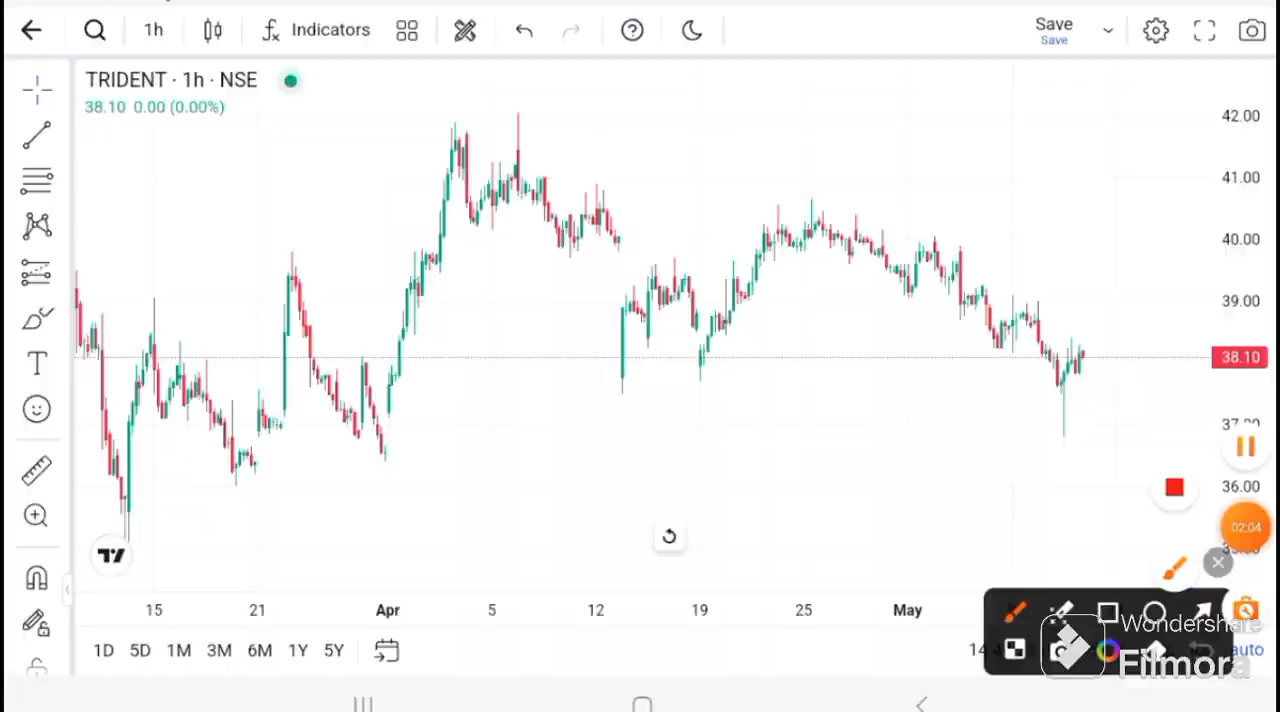 1h
Indicators
Save
Save
TRIDENT · 1h · NSE
38.10 0.00 (0.00%)
42.00
41.00
40.00
39.00
38.10
36.00
02:04
15
21
Apr
5
12
19
25
May
Wondershare
Filmora
1D
5D
1M
3M
6M
1Y
5Y
auto